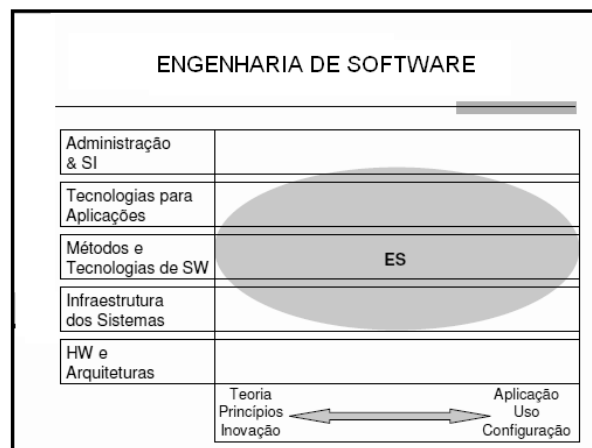 ENGENHARIA DE SOFTWARE
Administração
& SI
Tecnologias para
Aplicações
Métodos e
Tecnologias de SW
ES
Infraestrutura
dos Sistemas
HW e
Arquiteturas
Teoria
Princípios
Inovação
Aplicação
Uso
Configuração